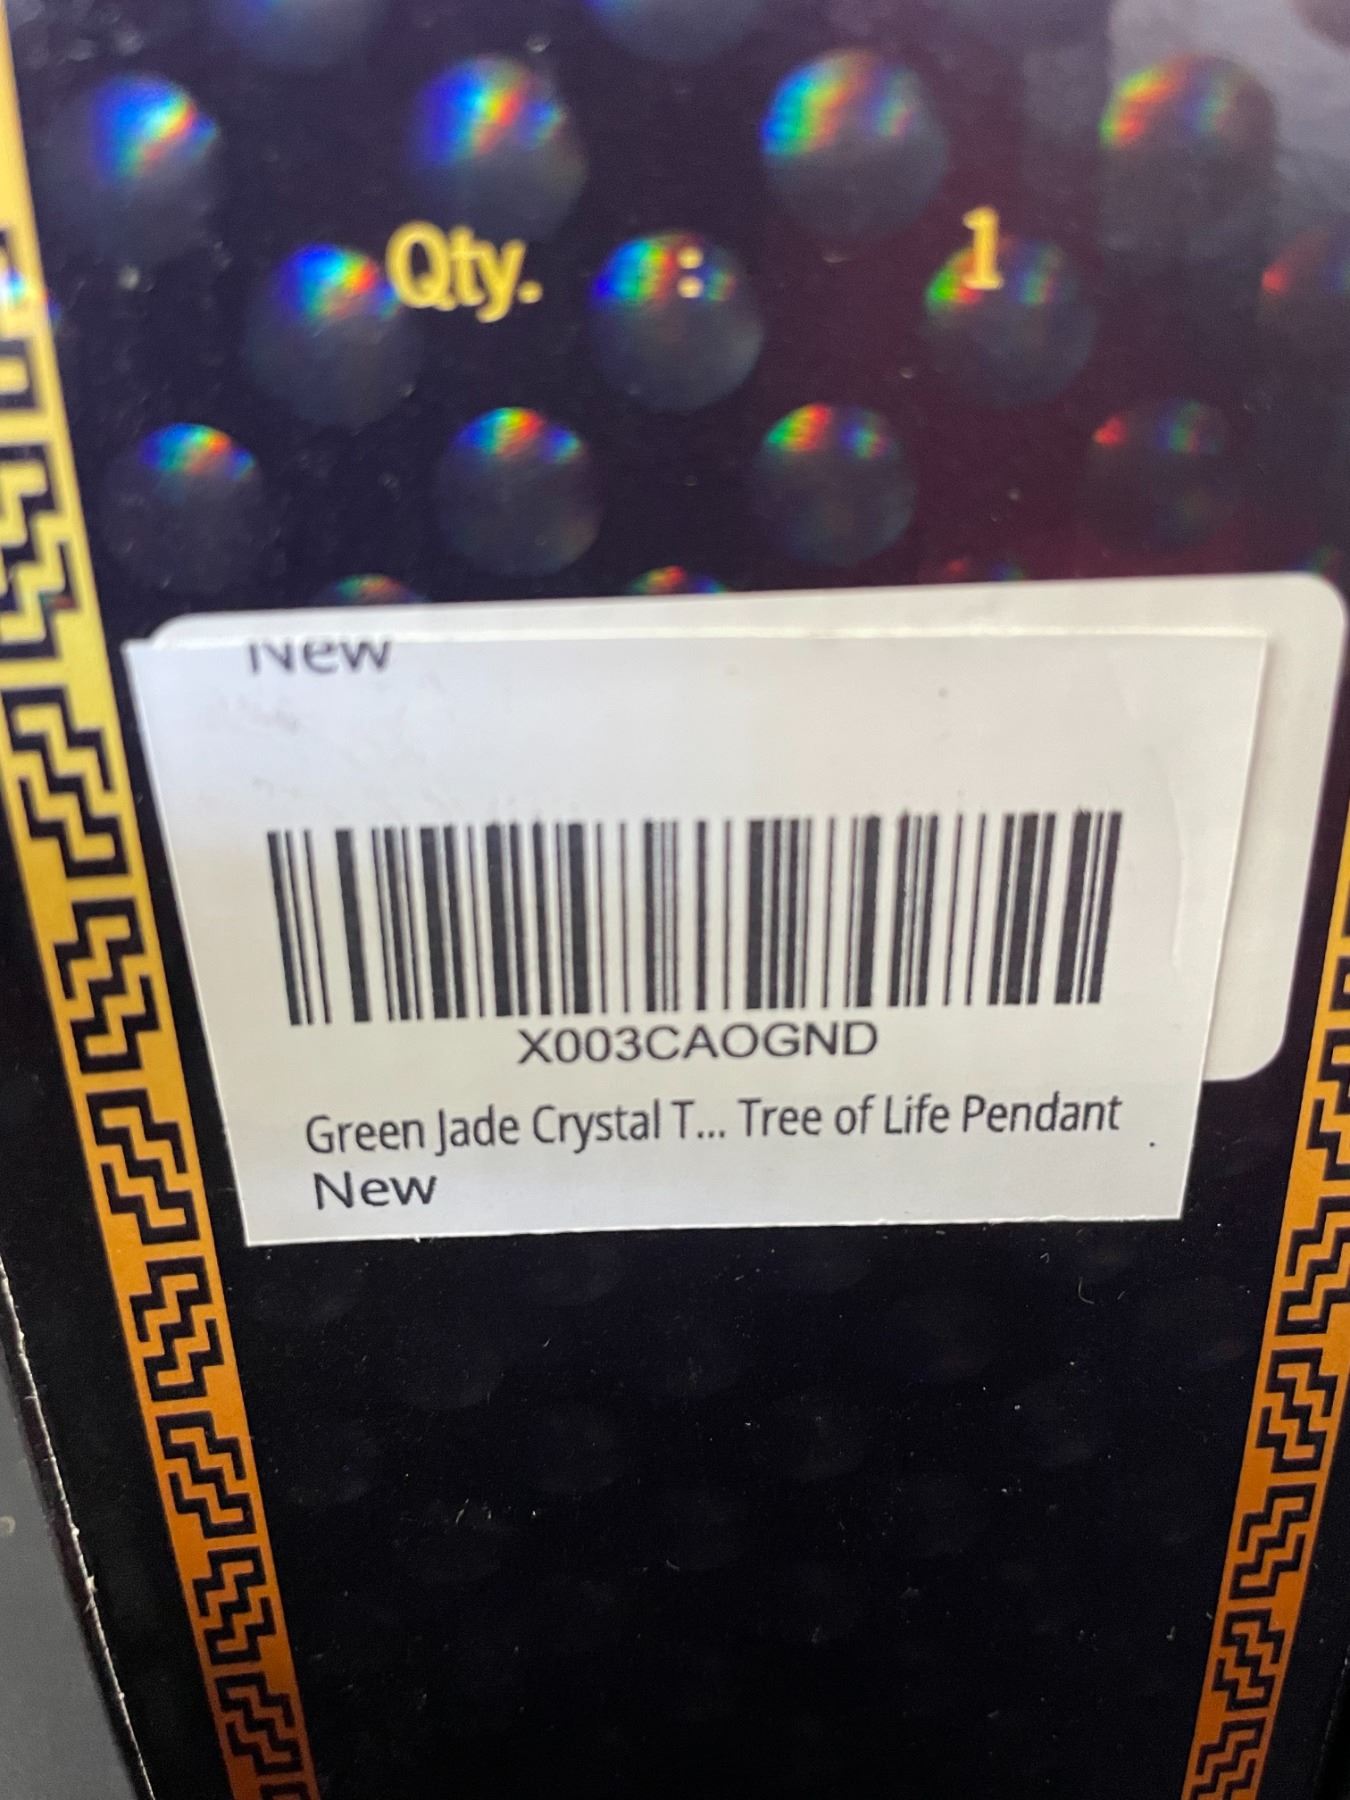 Qty. : 1
New
X003CAOGND
Green Jade Crystal T... Tree of Life Pendant
New